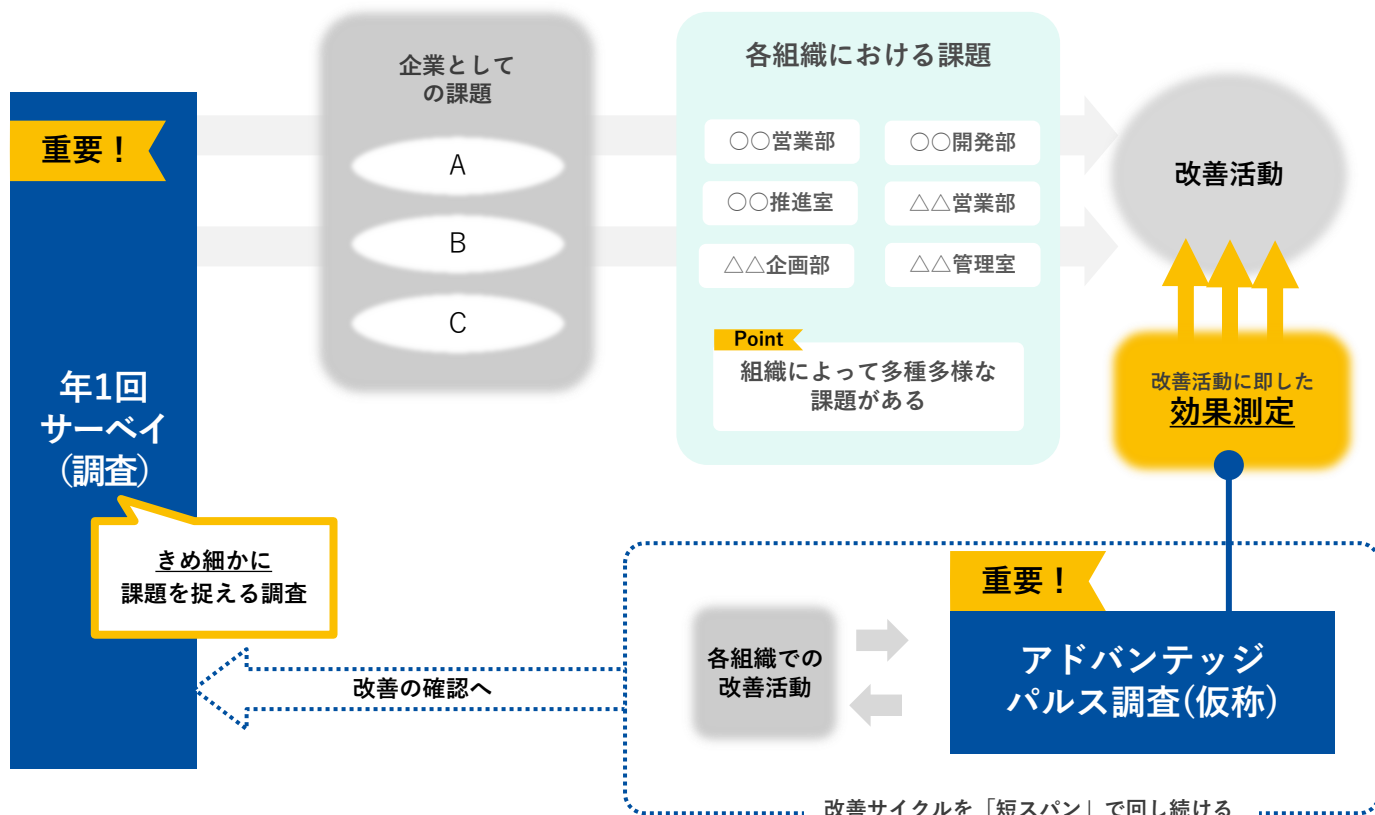 重要！
年1回
サーベイ
(調査)
きめ細かに
課題を捉える調査
企業として
の課題
A
B
C
各組織における課題
○○営業部
○○開発部
○○推進室
△△営業部
△△企画部
△△管理室
Point
組織によって多種多様な
課題がある
改善活動
改善活動に即した
効果測定
重要！
アドバンテッジ
パルス調査(仮称)
各組織での
改善活動
改善の確認へ
改善サイクルを「短スパン」で回し続ける